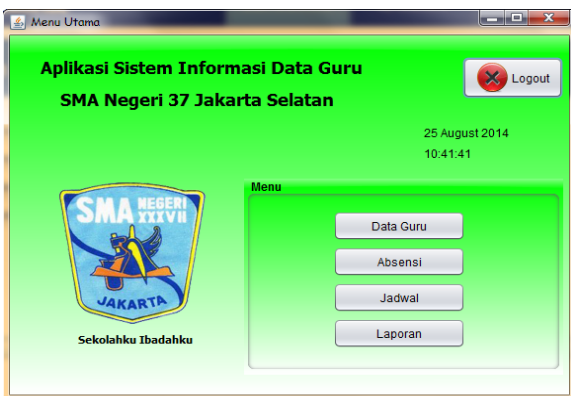 Menu Utama
Aplikasi Sistem Informasi Data Guru
SMA Negeri 37 Jakarta Selatan
Logout
25 August 2014
10:41:41
SMA NEGERI
XXXVII
JAKARTA
Sekolahku Ibadahku
Menu
Data Guru
Absensi
Jadwal
Laporan